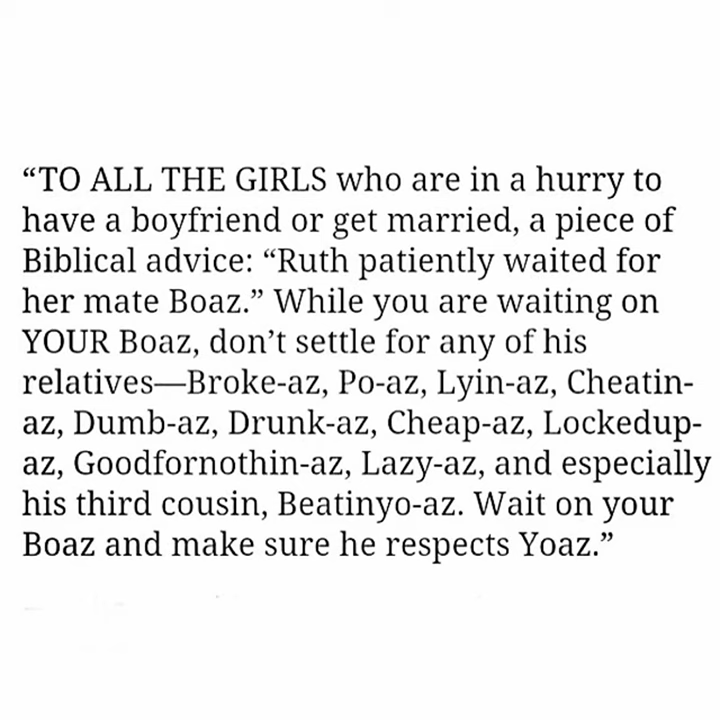 “TO ALL THE GIRLS who are in a hurry to
have a boyfriend or get married, a piece of
Biblical advice: “Ruth patiently waited for
her mate Boaz.” While you are waiting on
YOUR Boaz, don’t settle for any of his
relatives—Broke-az, Po-az, Lyin-az, Cheatin-
az, Dumb-az, Drunk-az, Cheap-az, Lockedup-
az, Goodfornothin-az, Lazy-az, and especially
his third cousin, Beatinyo-az. Wait on your
Boaz and make sure he respects Yoaz.”